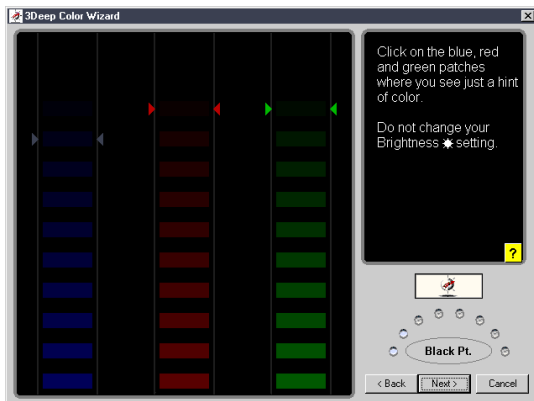 3Deep Color Wizard
Click on the blue, red
and green patches
where you see just a hint
of color.
Do not change your
Brightness setting.
?
Black Pt.
< Back
Next >
Cancel